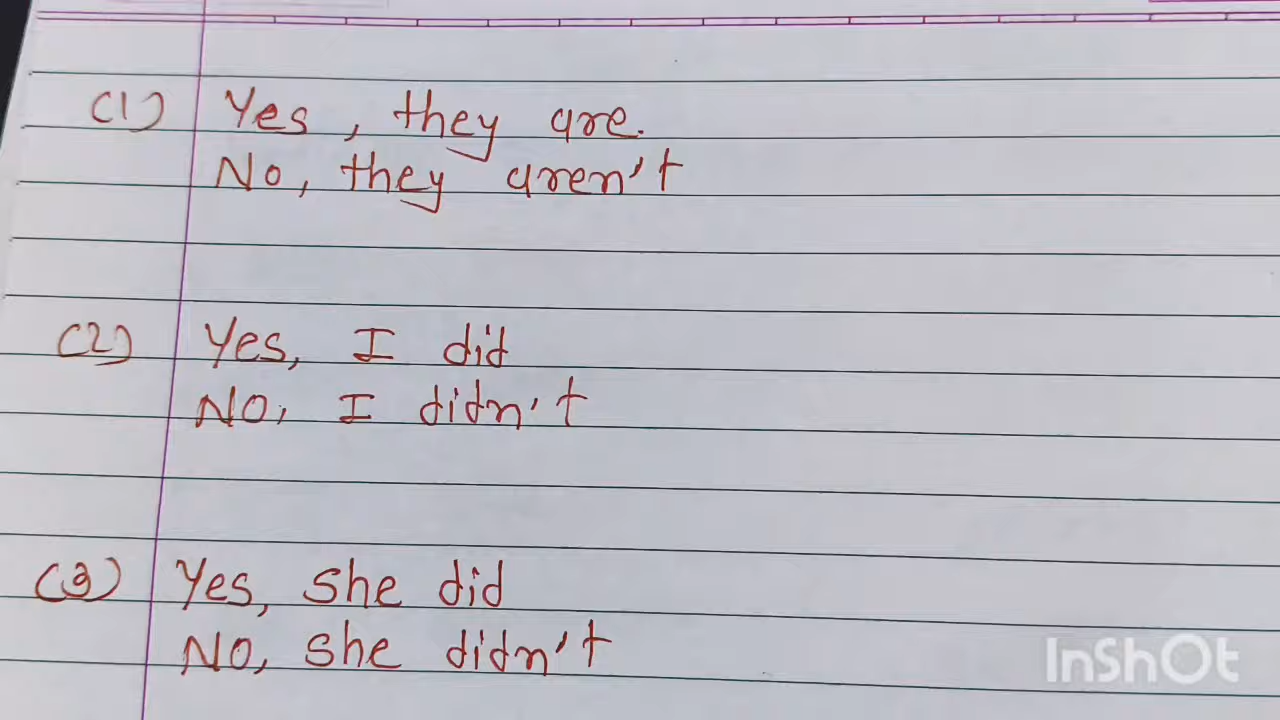 (1) Yes, they are.
No, they aren't
(2) Yes, I did
NO, I didn't
(3) Yes, She did
NO, She didn't
InShOt